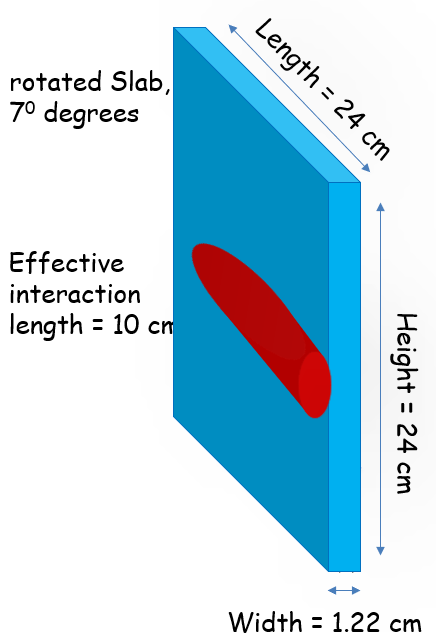 Length = 24 cm
rotated Slab,
7⁰ degrees
Effective
interaction
length = 10 cm
Height = 24 cm
Width = 1.22 cm